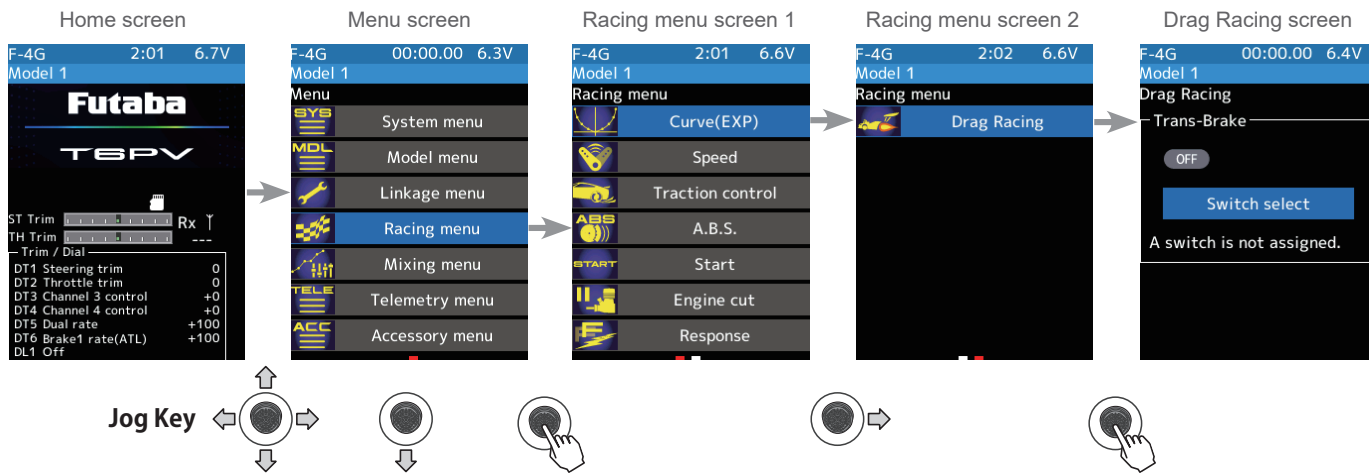 Home screen
Menu screen
Racing menu screen 1
Racing menu screen 2
Drag Racing screen
F-4G 2:01 6.7V
Model 1
Futaba
T6PV
ST Trim
Rx
TH Trim
---
Trim / Dial
DT1 Steering trim 0
DT2 Throttle trim 0
DT3 Channel 3 control +0
DT4 Channel 4 control +0
DT5 Dual rate +100
DT6 Brake1 rate(ATL) +100
DL1 Off
F-4G 00:00.00 6.3V
Model 1
Menu
SYS System menu
MDL Model menu
Linkage menu
Racing menu
Mixing menu
TELE Telemetry menu
ACC Accessory menu
F-4G 2:01 6.6V
Model 1
Racing menu
Curve(EXP)
Speed
Traction control
ABS A.B.S.
START Start
Engine cut
Response
F-4G 2:02 6.6V
Model 1
Racing menu
Drag Racing
F-4G 00:00.00 6.4V
Model 1
Drag Racing
Trans-Brake
OFF
Switch select
A switch is not assigned.
Jog Key